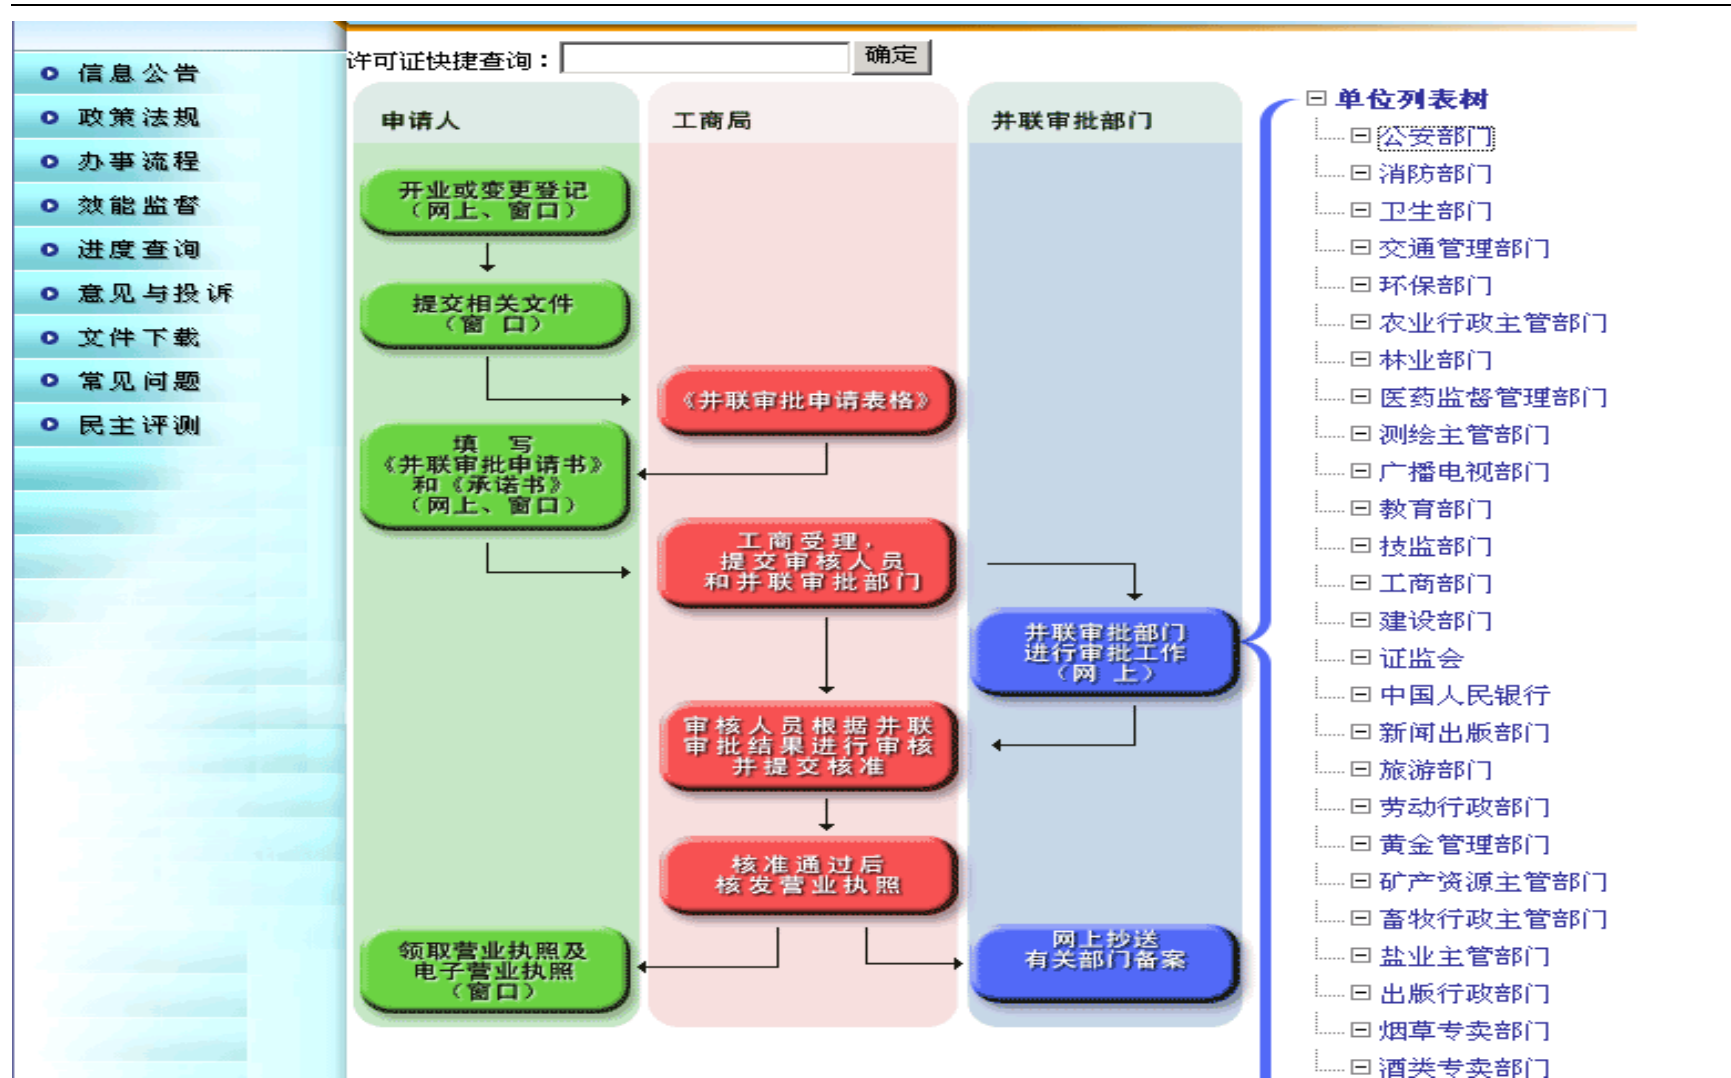 信息公告
政策法规
办事流程
效能监督
进度查询
意见与投诉
文件下载
常见问题
民主评测
许可证快捷查询：
确定
申请人
工商局
并联审批部门
开业或变更登记
（网上、窗口）
提交相关文件
（窗 口）
《并联审批申请表格》
填 写
《并联审批申请书》
和《承诺书》
（网上、窗口）
工商受理，
提交审核人员
和并联审批部门
并联审批部门
进行审批工作
（网 上）
审核人员根据并联
审批结果进行审核
并提交核准
核准通过后
核发营业执照
领取营业执照及
电子营业执照
（窗口）
网上抄送
有关部门备案
单位列表树
公安部门
消防部门
卫生部门
交通管理部门
环保部门
农业行政主管部门
林业部门
医药监督管理部门
测绘主管部门
广播电视部门
教育部门
技监部门
工商部门
建设部门
证监会
中国人民银行
新闻出版部门
旅游部门
劳动行政部门
黄金管理部门
矿产资源主管部门
畜牧行政主管部门
盐业主管部门
出版行政部门
烟草专卖部门
酒类专卖部门